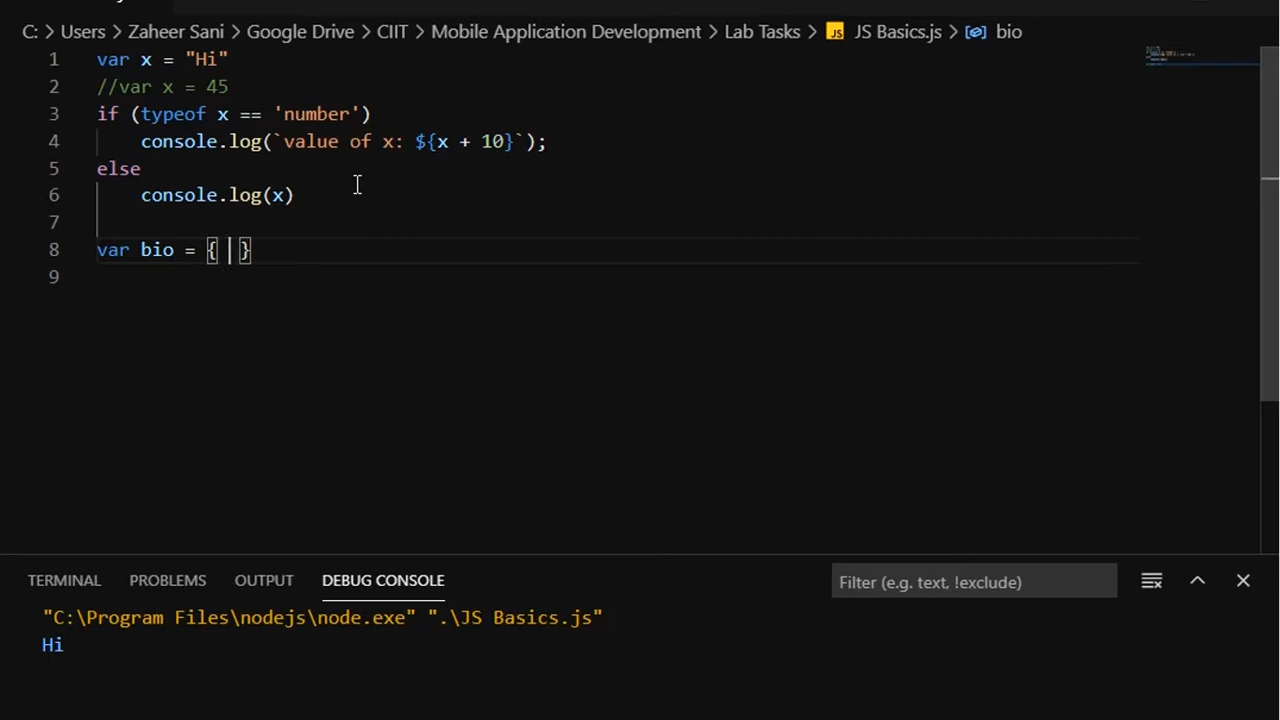 C: > Users > Zaheer Sani > Google Drive > CIIT > Mobile Application Development > Lab Tasks > JS JS Basics.js > bio
1 var x = "Hi"
2 //var x = 45
3 if (typeof x == 'number')
4 console.log(`value of x: ${x + 10}`);
5 else
6 console.log(x)
7
8 var bio = { }
9
TERMINAL PROBLEMS OUTPUT DEBUG CONSOLE Filter (e.g. text, !exclude)
"C:\Program Files\nodejs\node.exe" ".\JS Basics.js"
Hi